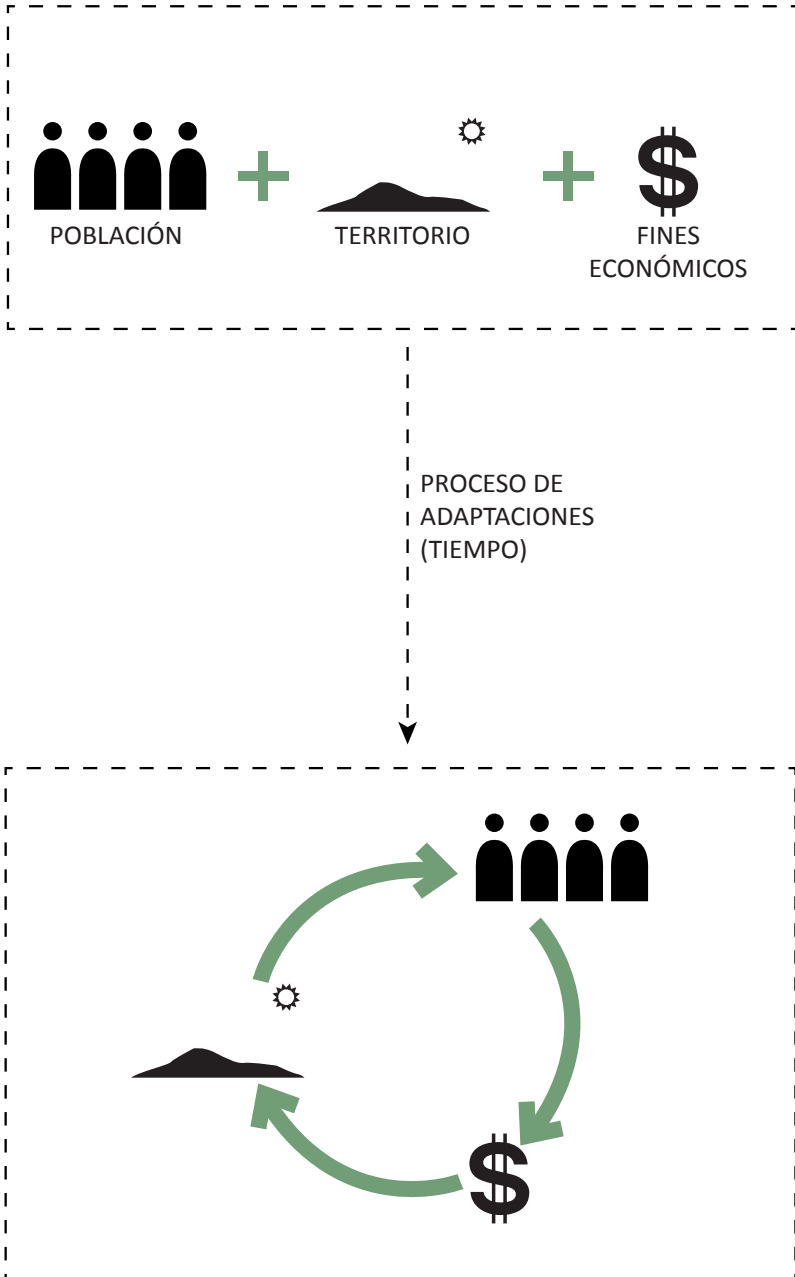 +
+
$
POBLACIÓN
TERRITORIO
FINES
ECONÓMICOS
PROCESO DE
ADAPTACIONES
(TIEMPO)
$